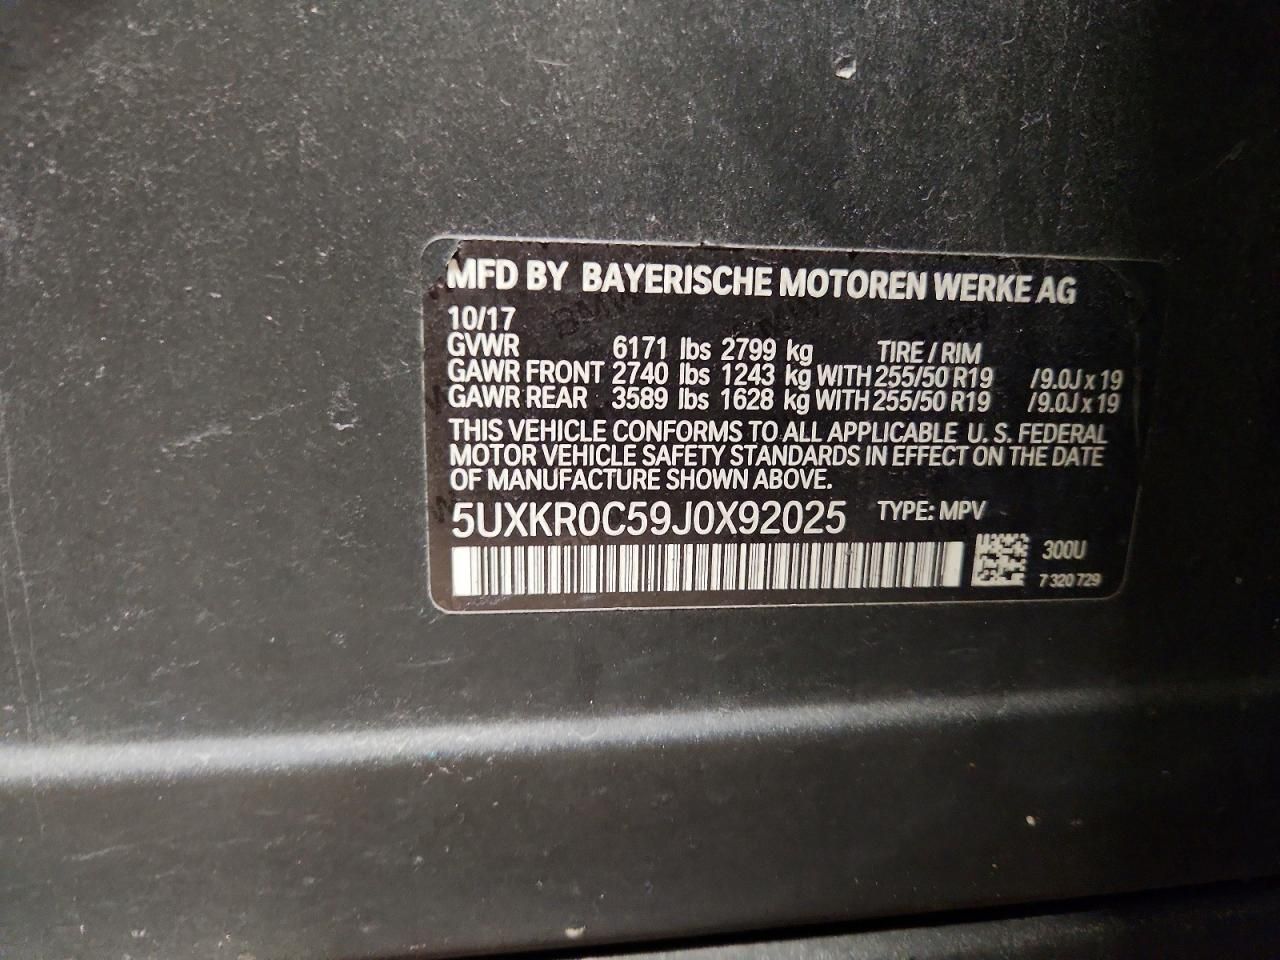 MFD BY BAYERISCHE MOTOREN WERKE AG
10/17
GVWR 6171 lbs 2799 kg TIRE / RIM
GAWR FRONT 2740 lbs 1243 kg WITH 255/50 R19 /9.0J x 19
GAWR REAR 3589 lbs 1628 kg WITH 255/50 R19 /9.0J x 19
THIS VEHICLE CONFORMS TO ALL APPLICABLE U. S. FEDERAL
MOTOR VEHICLE SAFETY STANDARDS IN EFFECT ON THE DATE
OF MANUFACTURE SHOWN ABOVE.
5UXKR0C59J0X92025 TYPE: MPV
300U
7 320 729